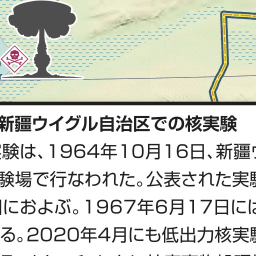 新疆ウイグル自治区での核実験
実験は、1964年10月16日、新疆ウ
験場で行なわれた。公表された実験
におよぶ。1967年6月17日には
る。2020年4月にも低出力核実験